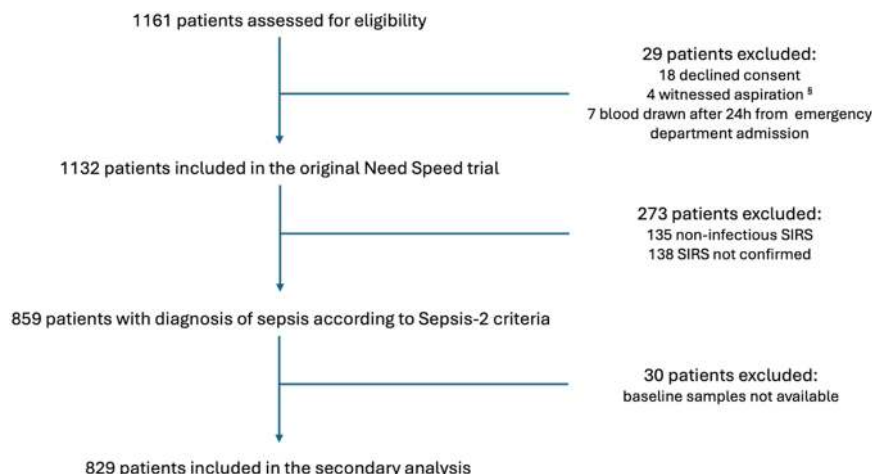 1161 patients assessed for eligibility
29 patients excluded:
18 declined consent
4 witnessed aspiration §
7 blood drawn after 24h from emergency
department admission
1132 patients included in the original Need Speed trial
273 patients excluded:
135 non-infectious SIRS
138 SIRS not confirmed
859 patients with diagnosis of sepsis according to Sepsis-2 criteria
30 patients excluded:
baseline samples not available
829 patients included in the secondary analysis